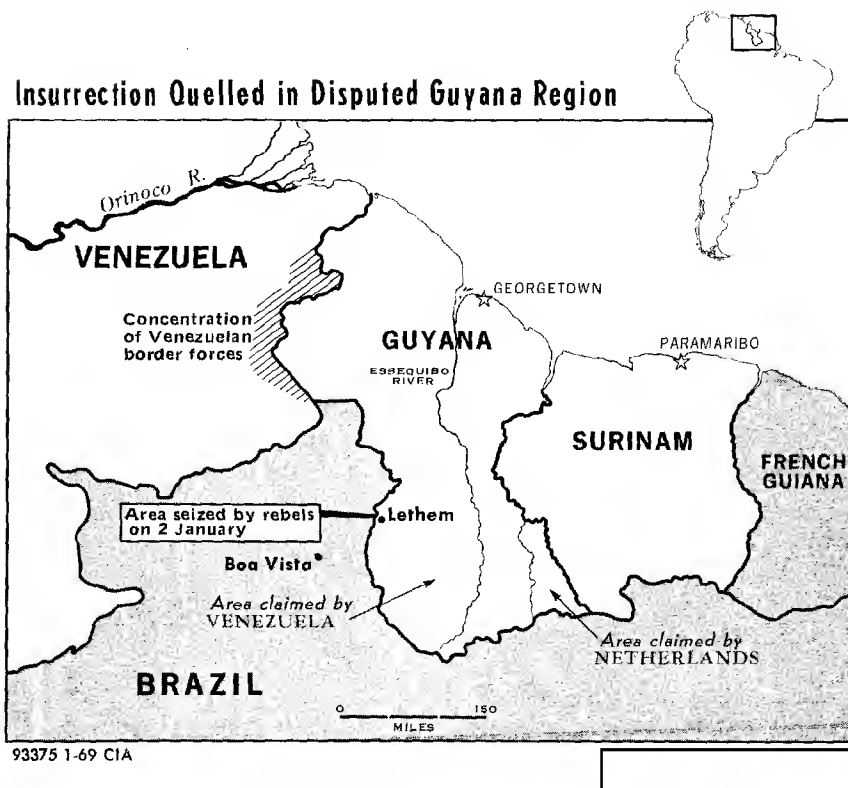 Insurrection Quelled in Disputed Guyana Region
Orinoco R.
VENEZUELA
Concentration
of Venezuelan
border forces
GEORGETOWN
GUYANA
ESSEQUIBO
RIVER
PARAMARIBO
SURINAM
FRENCH
GUIANA
Area seized by rebels
on 2 January
Lethem
Boa Vista
Area claimed by
VENEZUELA
Area claimed by
NETHERLANDS
BRAZIL
0 150
MILES
93375 1-69 CIA